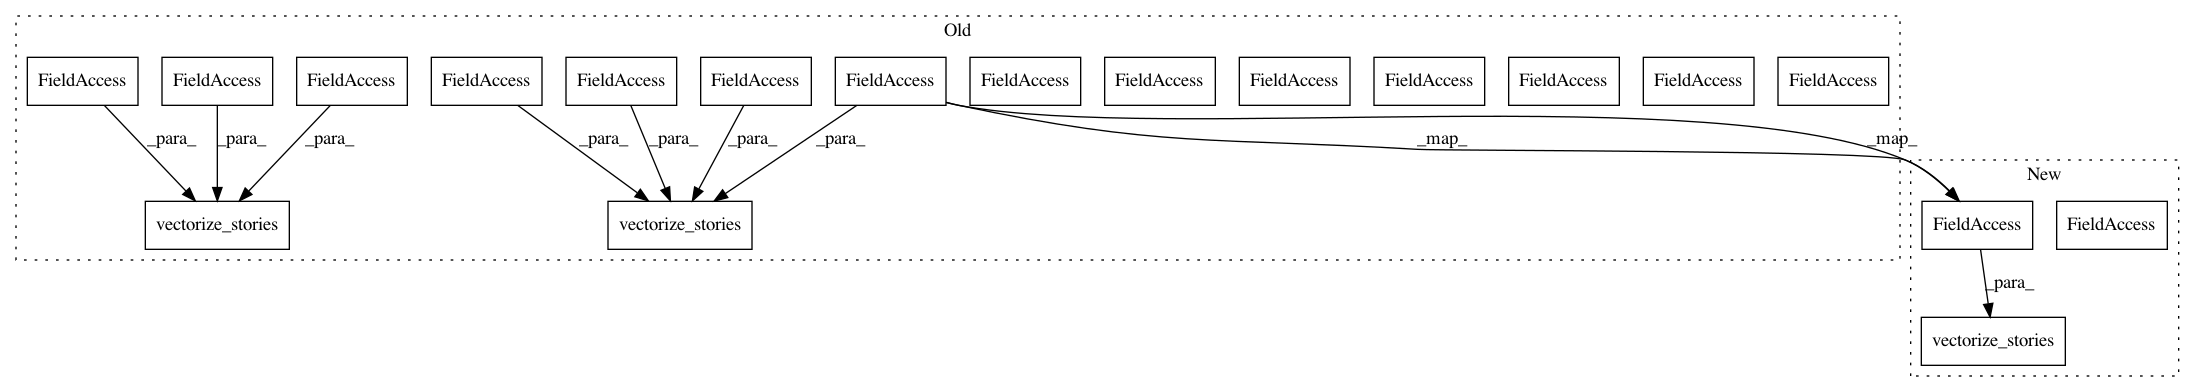 Old
FieldAccess FieldAccess FieldAccess FieldAccess FieldAccess FieldAccess FieldAccess FieldAccess FieldAccess FieldAccess FieldAccess FieldAccess FieldAccess FieldAccess
_para_ _para_ _para_ _para_ _para_ _para_ _para_ _map_ _map_
New
vectorize_stories vectorize_stories FieldAccess FieldAccess
_para_
vectorize_stories